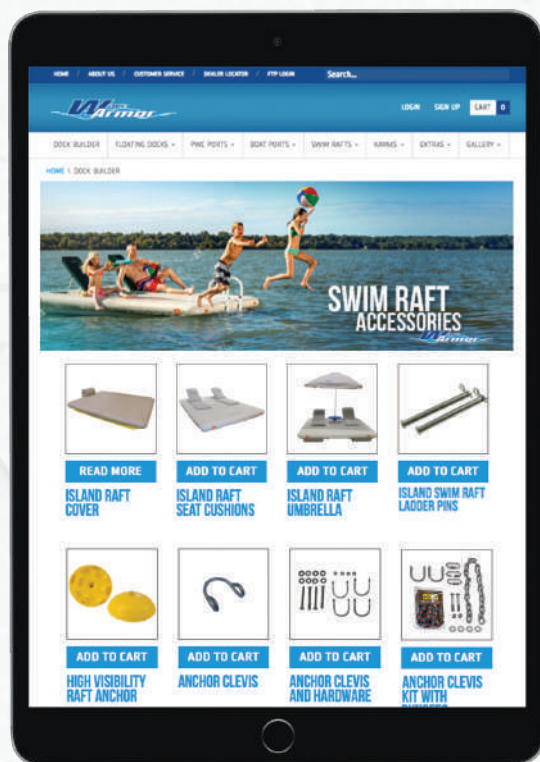 HOME / ABOUT US / CUSTOMER SERVICE / DEALER LOCATOR / FTP LOGIN Search...
Armor
LOGIN SIGN UP CART 0
DOCK BUILDER FLOATING DOCKS PWC PORTS BOAT PORTS SWIM RAFTS KAYAKS EXTRAS GALLERY
HOME \ DOCK BUILDER
SWIM RAFT
ACCESSORIES
Armor
READ MORE ADD TO CART ADD TO CART ADD TO CART
ISLAND RAFT ISLAND RAFT ISLAND RAFT ISLAND SWIM RAFT
COVER SEAT CUSHIONS UMBRELLA LADDER PINS
ADD TO CART ADD TO CART ADD TO CART ADD TO CART
HIGH VISIBILITY ANCHOR CLEVIS ANCHOR CLEVIS ANCHOR CLEVIS
RAFT ANCHOR AND HARDWARE KIT WITH